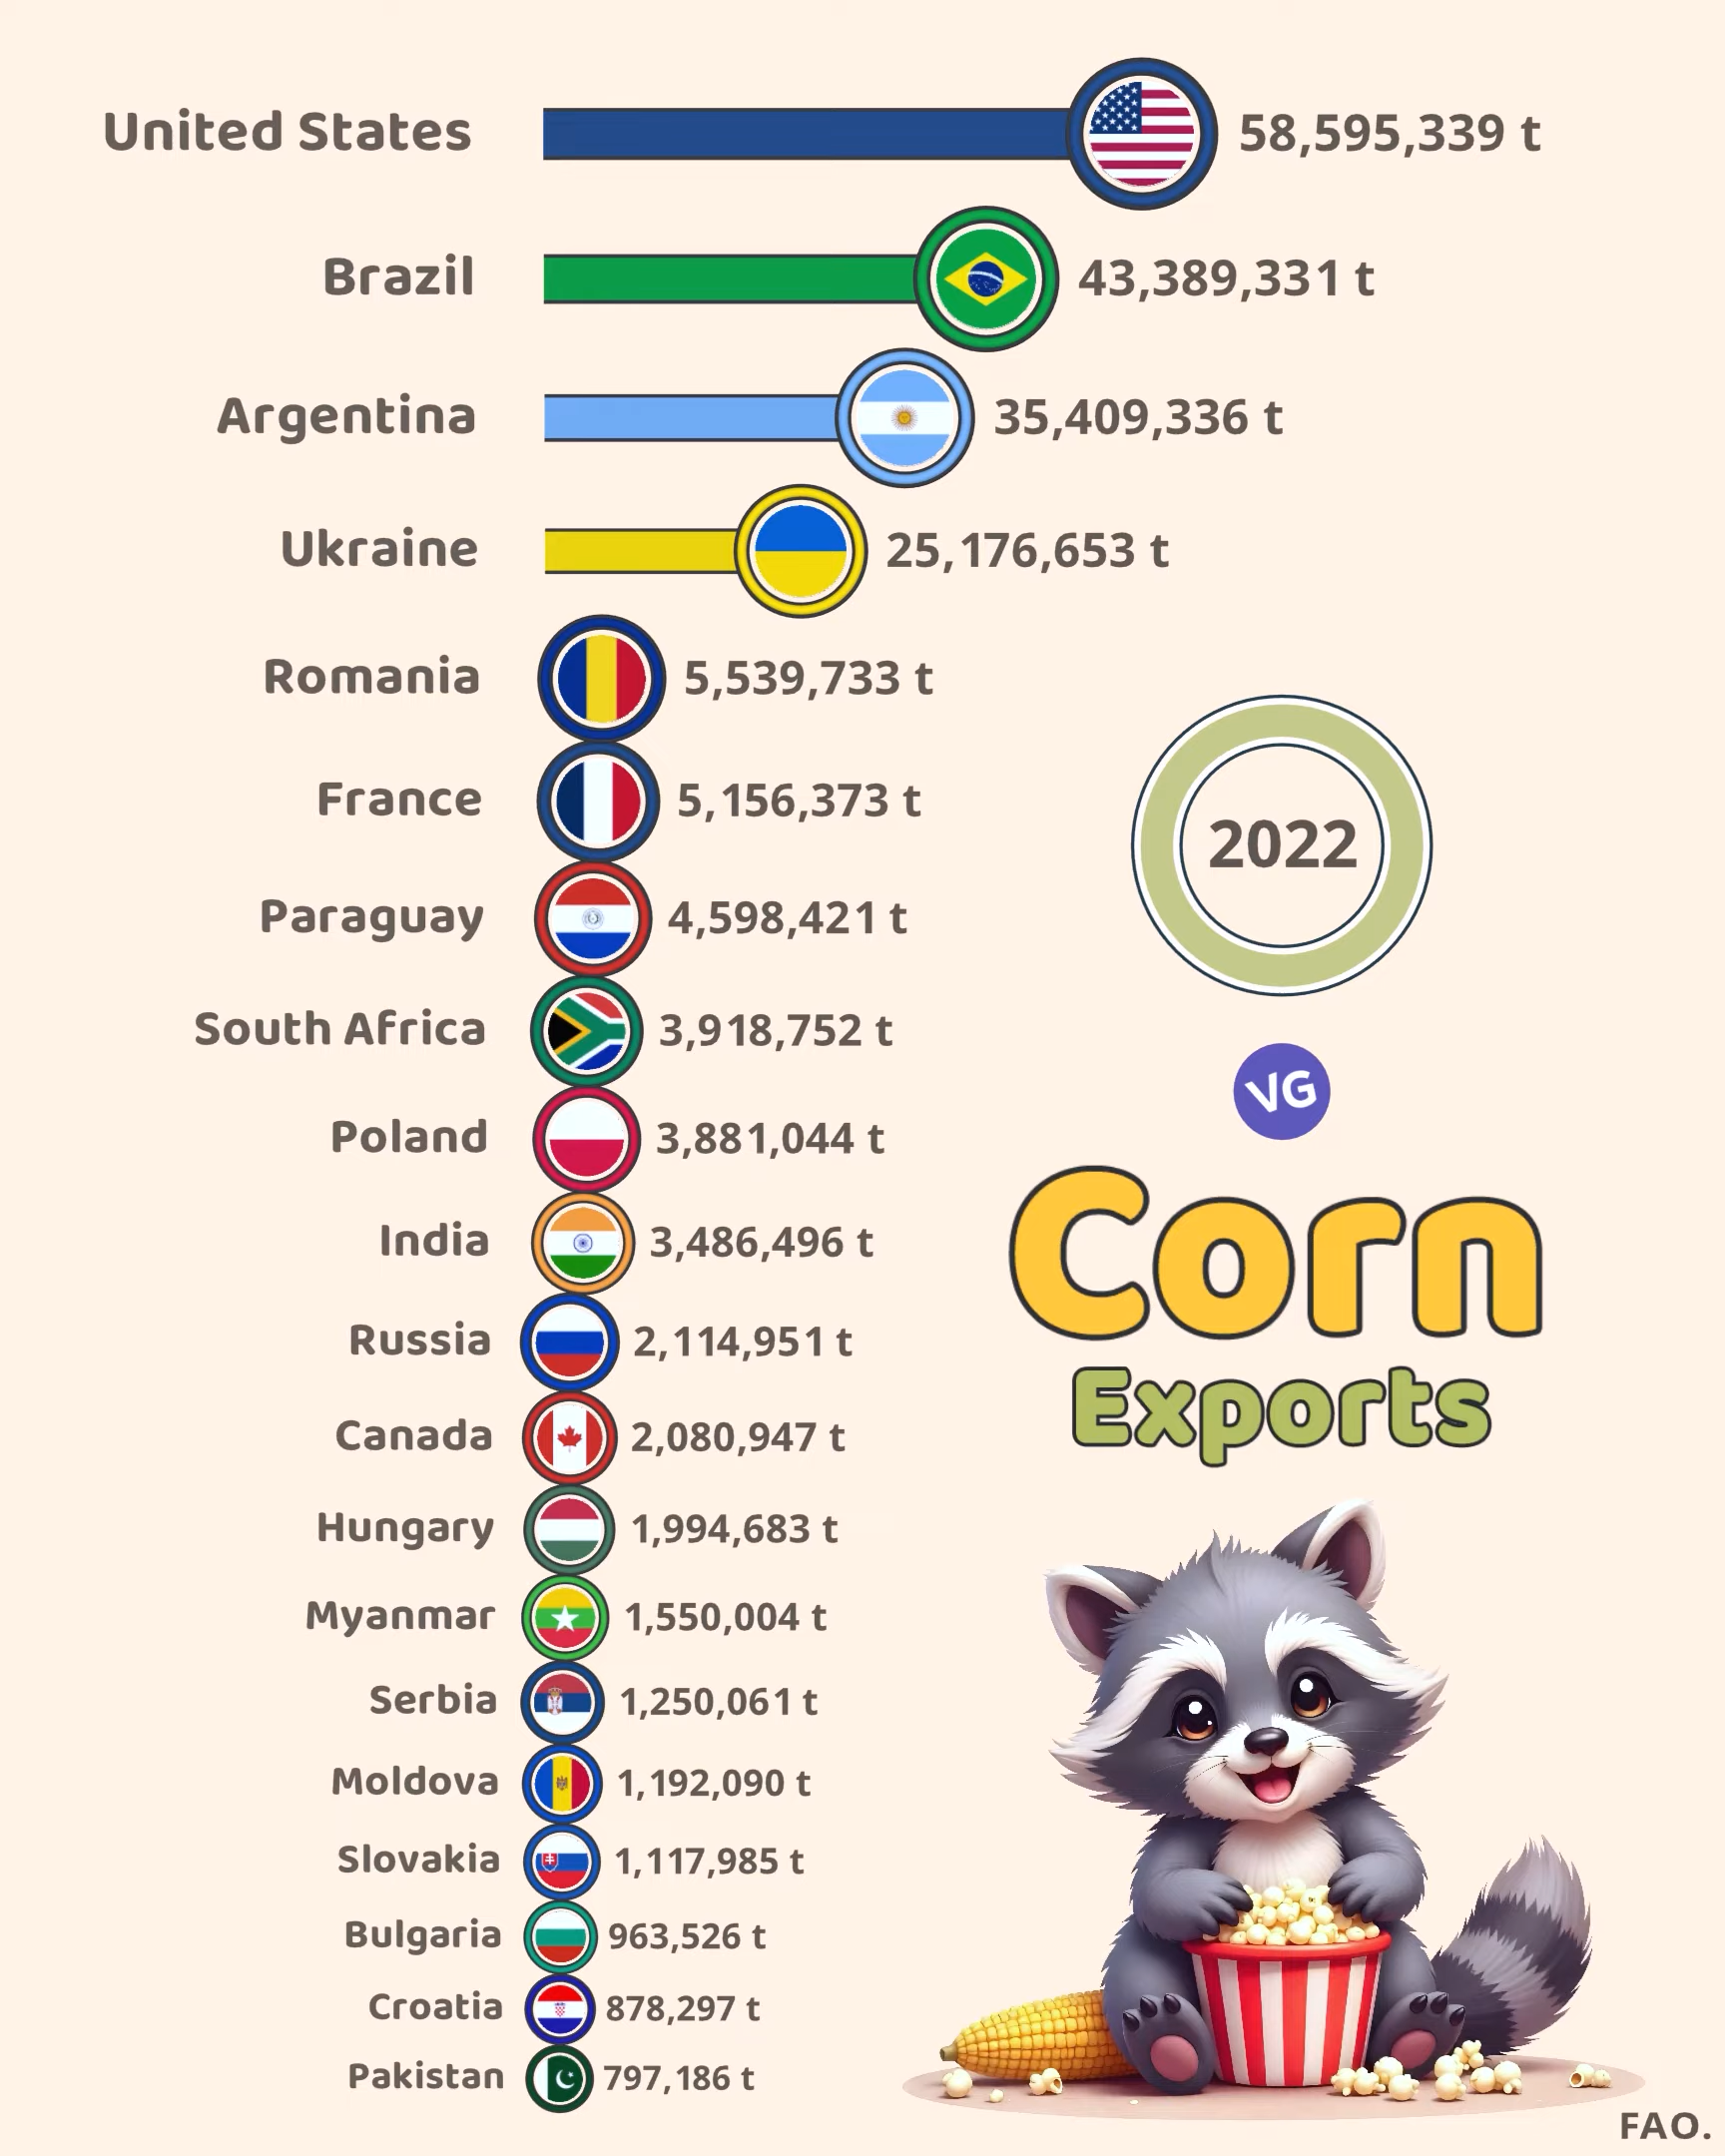 United States 58,595,339 t
Brazil 43,389,331 t
Argentina 35,409,336 t
Ukraine 25,176,653 t
Romania 5,539,733 t
France 5,156,373 t
Paraguay 4,598,421 t
South Africa 3,918,752 t
Poland 3,881,044 t
India 3,486,496 t
Russia 2,114,951 t
Canada 2,080,947 t
Hungary 1,994,683 t
Myanmar 1,550,004 t
Serbia 1,250,061 t
Moldova 1,192,090 t
Slovakia 1,117,985 t
Bulgaria 963,526 t
Croatia 878,297 t
Pakistan 797,186 t
2022
VG
Corn
Exports
FAO.